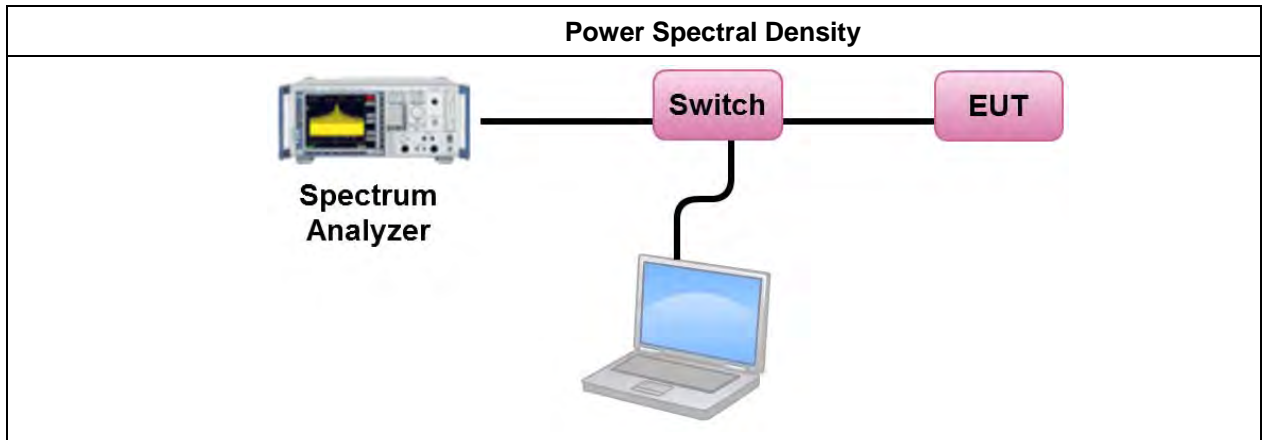 Power Spectral Density
Switch
EUT
Spectrum
Analyzer